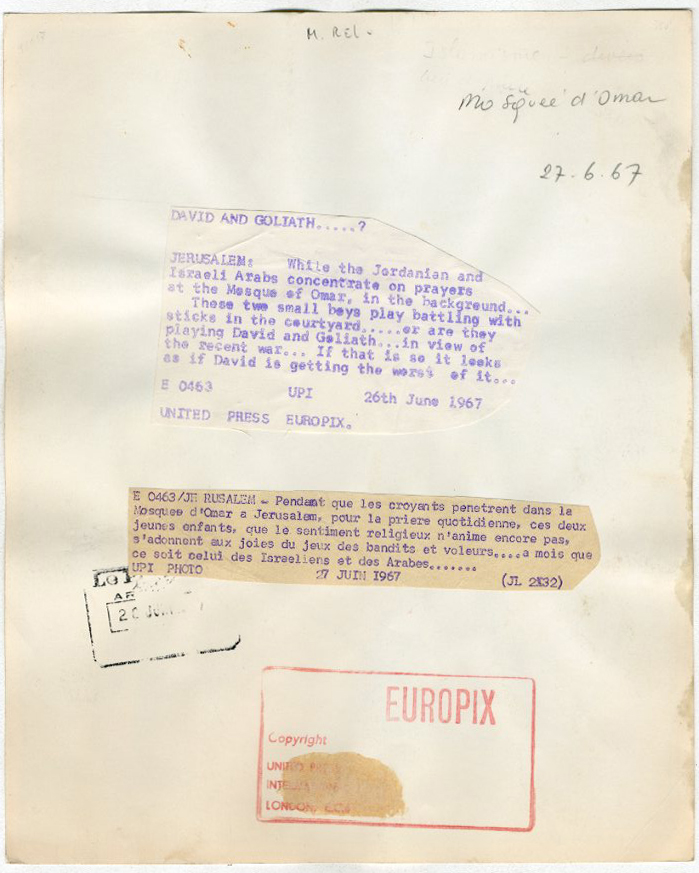 M. REL -
Mosquée d'Omar
27.6.67
DAVID AND GOLIATH.....?
JERUSALEM: While the Jordanian and
Israeli Arabs concentrate on prayers
at the Mosque of Omar, in the background...
These two small boys play battling with
sticks in the courtyard.....or are they
playing David and Goliath...in view of
the recent war... If that is so it looks
as if David is getting the worst of it...
E 0463 UPI 26th June 1967
UNITED PRESS EUROPIX.
E 0463/JE RUSALEM - Pendant que les croyants penetrent dans la
Mosquee d'Omar a Jerusalem, pour la priere quotidienne, ces deux
jeunes enfants, que le sentiment religieux n'anime encore pas,
s'adonnent aux joies du jeux des bandits et voleurs....a mois que
ce soit celui des Israeliens et des Arabes.......
UPI PHOTO 27 JUIN 1967 (JL 2132)
EUROPIX
Copyright
UNITED
LONDON,